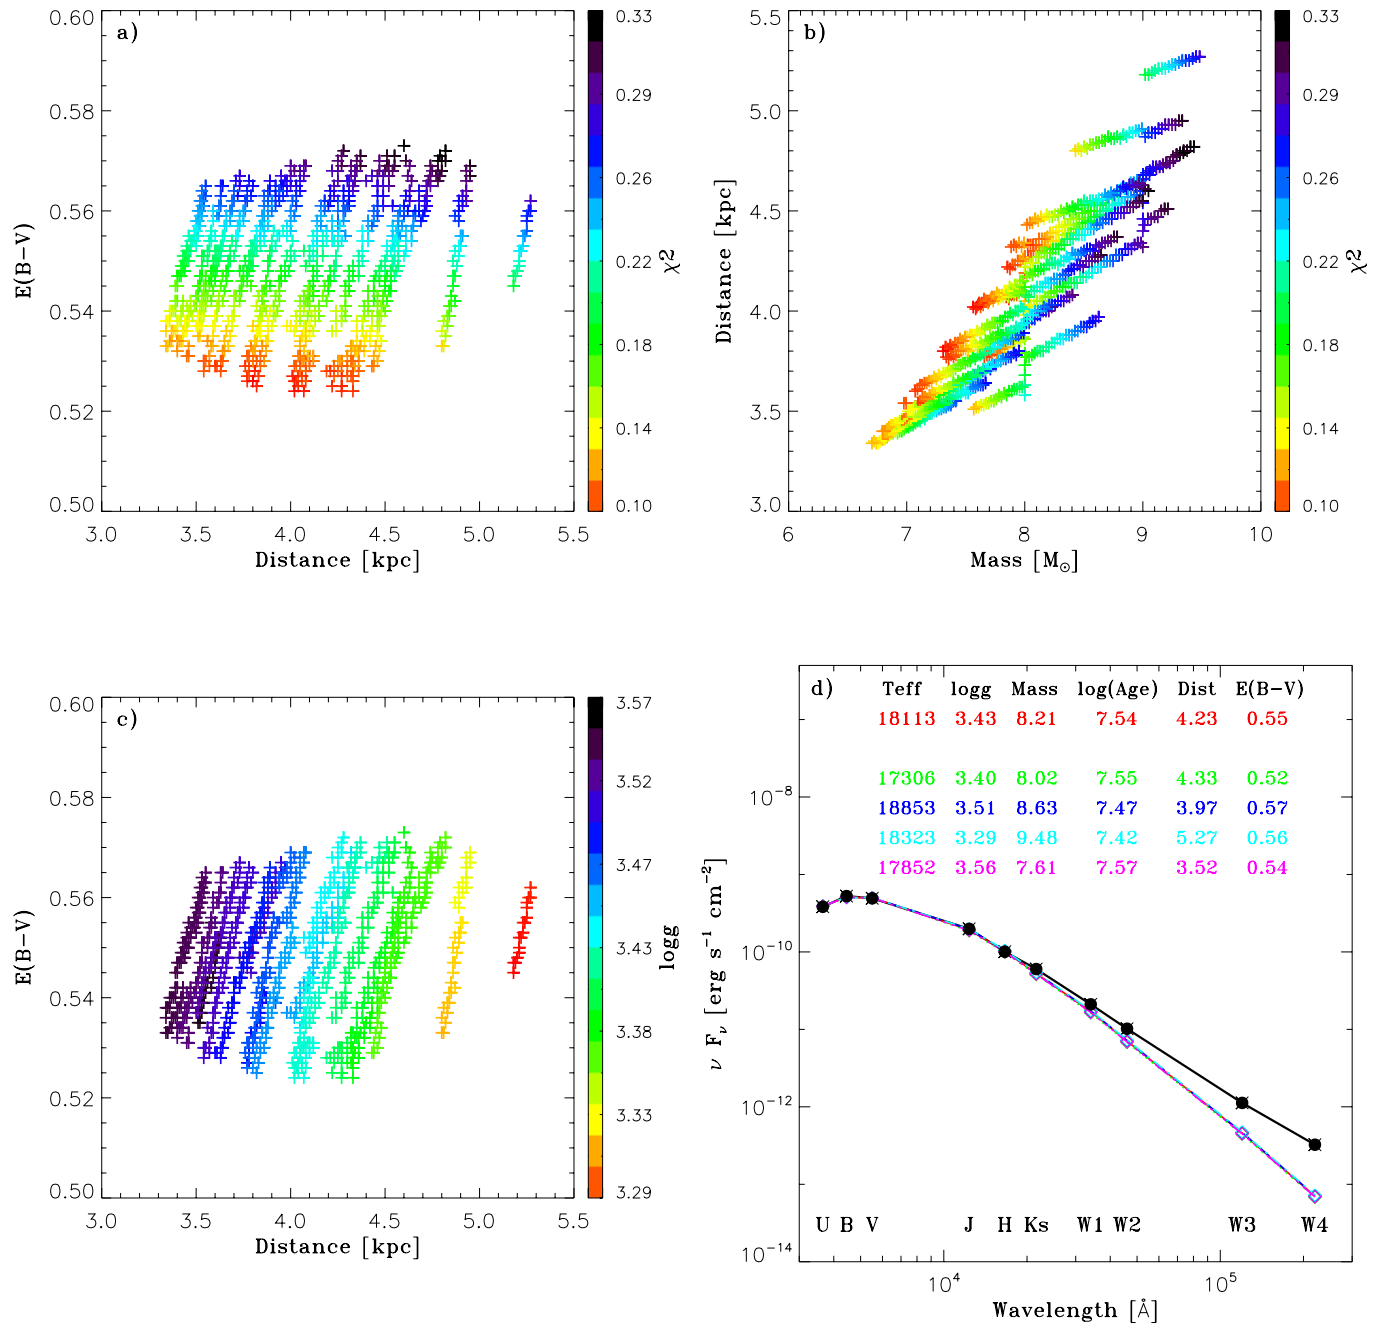 a)
0.60
0.58
0.56
0.54
0.52
0.50
E(B−V)
3.0 3.5 4.0 4.5 5.0 5.5
Distance [kpc]
0.33
0.29
0.26
0.22
0.18
0.14
0.10
χ2
b)
5.5
5.0
4.5
4.0
3.5
3.0
Distance [kpc]
6 7 8 9 10
Mass [M⊙]
0.33
0.29
0.26
0.22
0.18
0.14
0.10
χ2
c)
0.60
0.58
0.56
0.54
0.52
0.50
E(B−V)
3.0 3.5 4.0 4.5 5.0 5.5
Distance [kpc]
3.57
3.52
3.47
3.43
3.38
3.33
3.29
logg
d) Teff logg Mass log(Age) Dist E(B−V)
18113 3.43 8.21 7.54 4.23 0.55
17306 3.40 8.02 7.55 4.33 0.52
18853 3.51 8.63 7.47 3.97 0.57
18323 3.29 9.48 7.42 5.27 0.56
17852 3.56 7.61 7.57 3.52 0.54
10⁻⁸
10⁻¹⁰
10⁻¹²
10⁻¹⁴
ν Fν [erg s⁻¹ cm⁻²]
U B V J H Ks W1 W2 W3 W4
10⁴ 10⁵
Wavelength [Å]